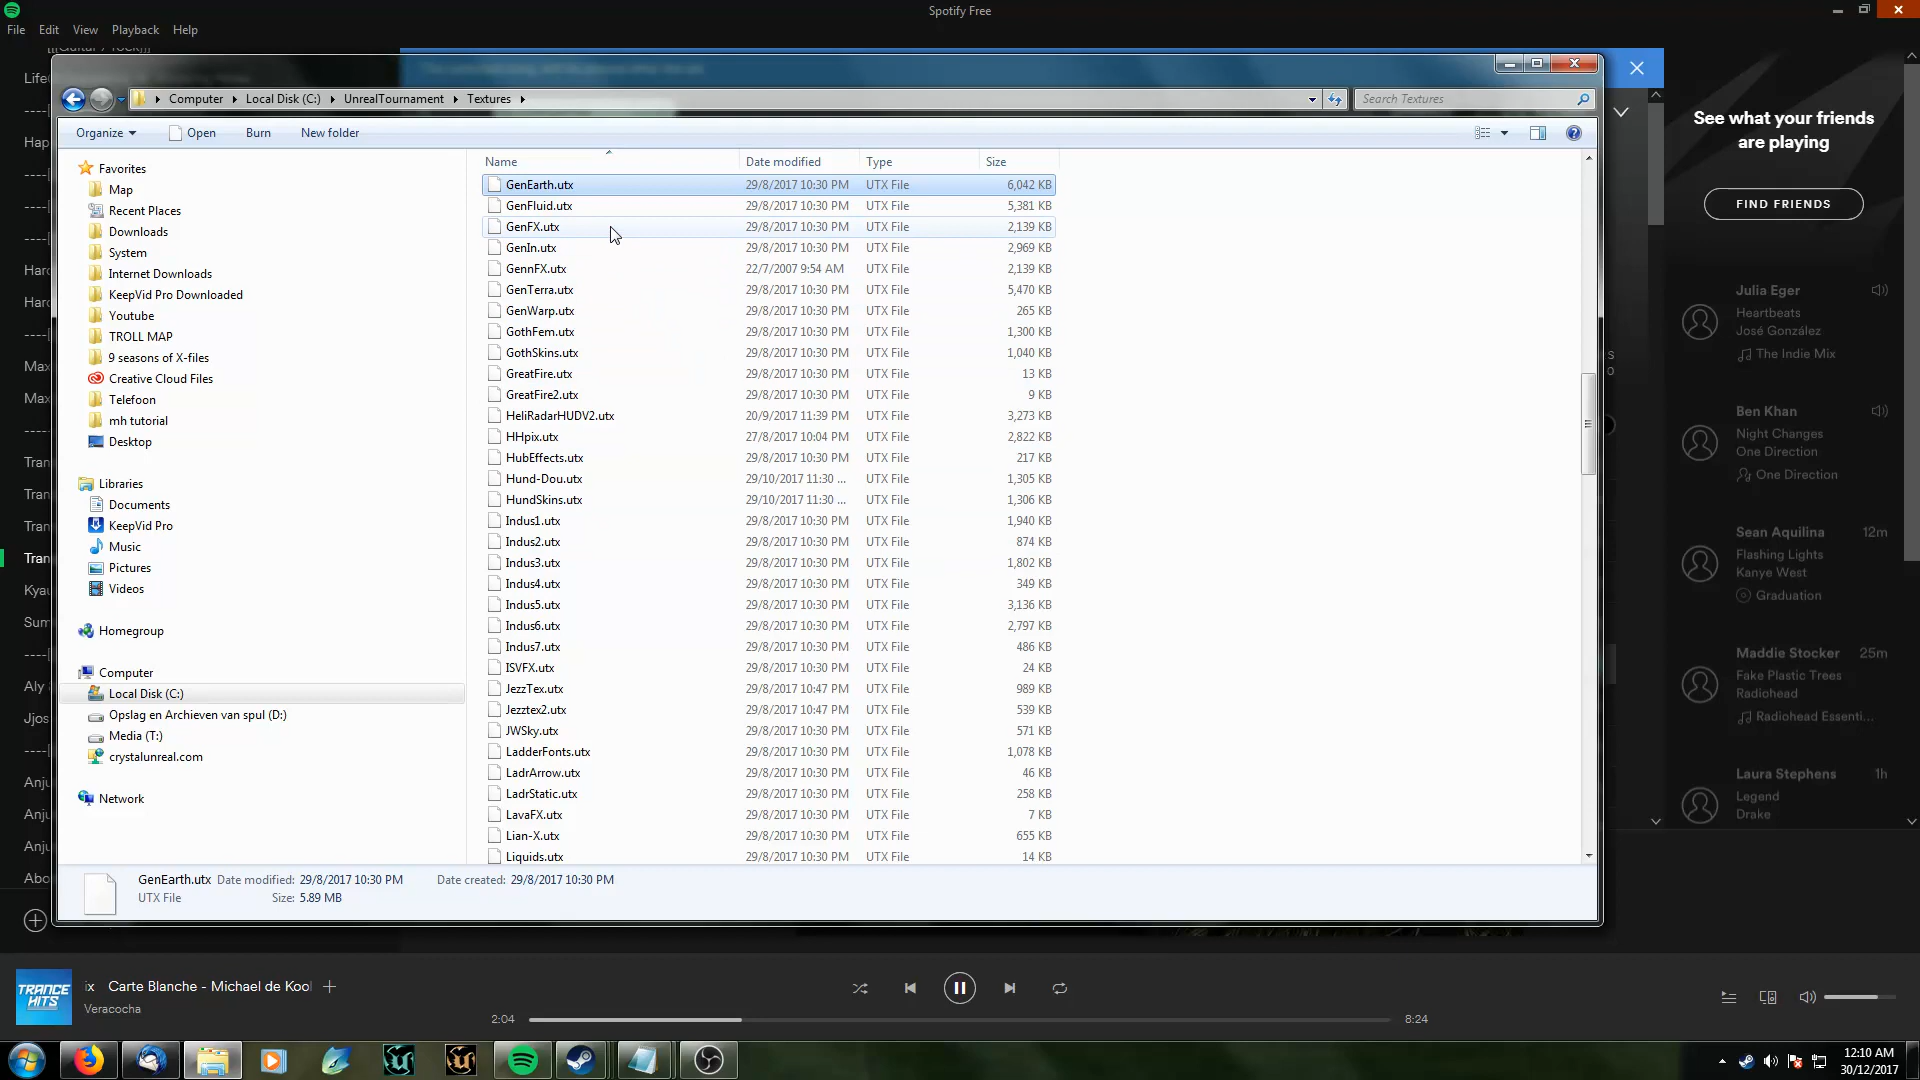 Spotify Free
File Edit View Playback Help
Computer Local Disk (C:) UnrealTournament Textures
Search Textures
Organize Open Burn New folder
Name Date modified Type Size
GenEarth.utx 29/8/2017 10:30 PM UTX File 6,042 KB
GenFluid.utx 29/8/2017 10:30 PM UTX File 5,381 KB
GenFX.utx 29/8/2017 10:30 PM UTX File 2,139 KB
GenIn.utx 29/8/2017 10:30 PM UTX File 2,969 KB
GennFX.utx 22/7/2007 9:54 AM UTX File 2,139 KB
GenTerra.utx 29/8/2017 10:30 PM UTX File 5,470 KB
GenWarp.utx 29/8/2017 10:30 PM UTX File 265 KB
GothFem.utx 29/8/2017 10:30 PM UTX File 1,300 KB
GothSkins.utx 29/8/2017 10:30 PM UTX File 1,040 KB
GreatFire.utx 29/8/2017 10:30 PM UTX File 13 KB
GreatFire2.utx 29/8/2017 10:30 PM UTX File 9 KB
HeliRadarHUDV2.utx 20/9/2017 11:39 PM UTX File 3,273 KB
HHpix.utx 27/8/2017 10:04 PM UTX File 2,822 KB
HubEffects.utx 29/8/2017 10:30 PM UTX File 217 KB
Hund-Dou.utx 29/10/2017 11:30 ... UTX File 1,305 KB
HundSkins.utx 29/10/2017 11:30 ... UTX File 1,306 KB
Indus1.utx 29/8/2017 10:30 PM UTX File 1,940 KB
Indus2.utx 29/8/2017 10:30 PM UTX File 874 KB
Indus3.utx 29/8/2017 10:30 PM UTX File 1,802 KB
Indus4.utx 29/8/2017 10:30 PM UTX File 349 KB
Indus5.utx 29/8/2017 10:30 PM UTX File 3,136 KB
Indus6.utx 29/8/2017 10:30 PM UTX File 2,797 KB
Indus7.utx 29/8/2017 10:30 PM UTX File 486 KB
ISVFX.utx 29/8/2017 10:30 PM UTX File 24 KB
JezzTex.utx 29/8/2017 10:47 PM UTX File 989 KB
Jezztex2.utx 29/8/2017 10:47 PM UTX File 539 KB
JWSky.utx 29/8/2017 10:30 PM UTX File 571 KB
LadderFonts.utx 29/8/2017 10:30 PM UTX File 1,078 KB
LadrArrow.utx 29/8/2017 10:30 PM UTX File 46 KB
LadrStatic.utx 29/8/2017 10:30 PM UTX File 258 KB
LavaFX.utx 29/8/2017 10:30 PM UTX File 7 KB
Lian-X.utx 29/8/2017 10:30 PM UTX File 655 KB
Liquids.utx 29/8/2017 10:30 PM UTX File 14 KB
Favorites
Map
Recent Places
Downloads
System
Internet Downloads
KeepVid Pro Downloaded
Youtube
TROLL MAP
9 seasons of X-files
Creative Cloud Files
Telefoon
mh tutorial
Desktop
Libraries
Documents
KeepVid Pro
Music
Pictures
Videos
Homegroup
Computer
Local Disk (C:)
Opslag en Archieven van spul (D:)
Media (T:)
crystalunreal.com
Network
GenEarth.utx Date modified: 29/8/2017 10:30 PM Date created: 29/8/2017 10:30 PM
UTX File Size: 5.89 MB
Life
----[
Hap
----[
Hard
Hard
----[
Max
Max
----[
Tran
Tran
Tran
Tran
Kyau
Sum
----[
Aly
Jjos
----[
Anju
Anju
Anju
Abo
See what your friends
are playing
FIND FRIENDS
Julia Eger
Heartbeats
José González
The Indie Mix
Ben Khan
Night Changes
One Direction
One Direction
Sean Aquilina 12m
Flashing Lights
Kanye West
Graduation
Maddie Stocker 25m
Fake Plastic Trees
Radiohead
Radiohead Essenti...
Laura Stephens 1h
Legend
Drake
TRANCE HITS
ix Carte Blanche - Michael de Kool
Veracocha
2:04 8:24
12:10 AM
30/12/2017